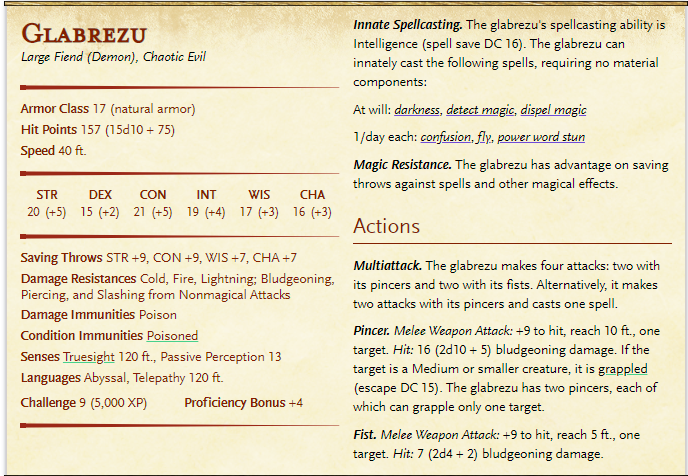 Glabrezu
Large Fiend (Demon), Chaotic Evil
Armor Class 17 (natural armor)
Hit Points 157 (15d10 + 75)
Speed 40 ft.
STR DEX CON INT WIS CHA
20 (+5) 15 (+2) 21 (+5) 19 (+4) 17 (+3) 16 (+3)
Saving Throws STR +9, CON +9, WIS +7, CHA +7
Damage Resistances Cold, Fire, Lightning; Bludgeoning,
Piercing, and Slashing from Nonmagical Attacks
Damage Immunities Poison
Condition Immunities Poisoned
Senses Truesight 120 ft., Passive Perception 13
Languages Abyssal, Telepathy 120 ft.
Challenge 9 (5,000 XP) Proficiency Bonus +4
Innate Spellcasting. The glabrezu's spellcasting ability is
Intelligence (spell save DC 16). The glabrezu can
innately cast the following spells, requiring no material
components:
At will: darkness, detect magic, dispel magic
1/day each: confusion, fly, power word stun
Magic Resistance. The glabrezu has advantage on saving
throws against spells and other magical effects.
Actions
Multiattack. The glabrezu makes four attacks: two with
its pincers and two with its fists. Alternatively, it makes
two attacks with its pincers and casts one spell.
Pincer. Melee Weapon Attack: +9 to hit, reach 10 ft., one
target. Hit: 16 (2d10 + 5) bludgeoning damage. If the
target is a Medium or smaller creature, it is grappled
(escape DC 15). The glabrezu has two pincers, each of
which can grapple only one target.
Fist. Melee Weapon Attack: +9 to hit, reach 5 ft., one
target. Hit: 7 (2d4 + 2) bludgeoning damage.